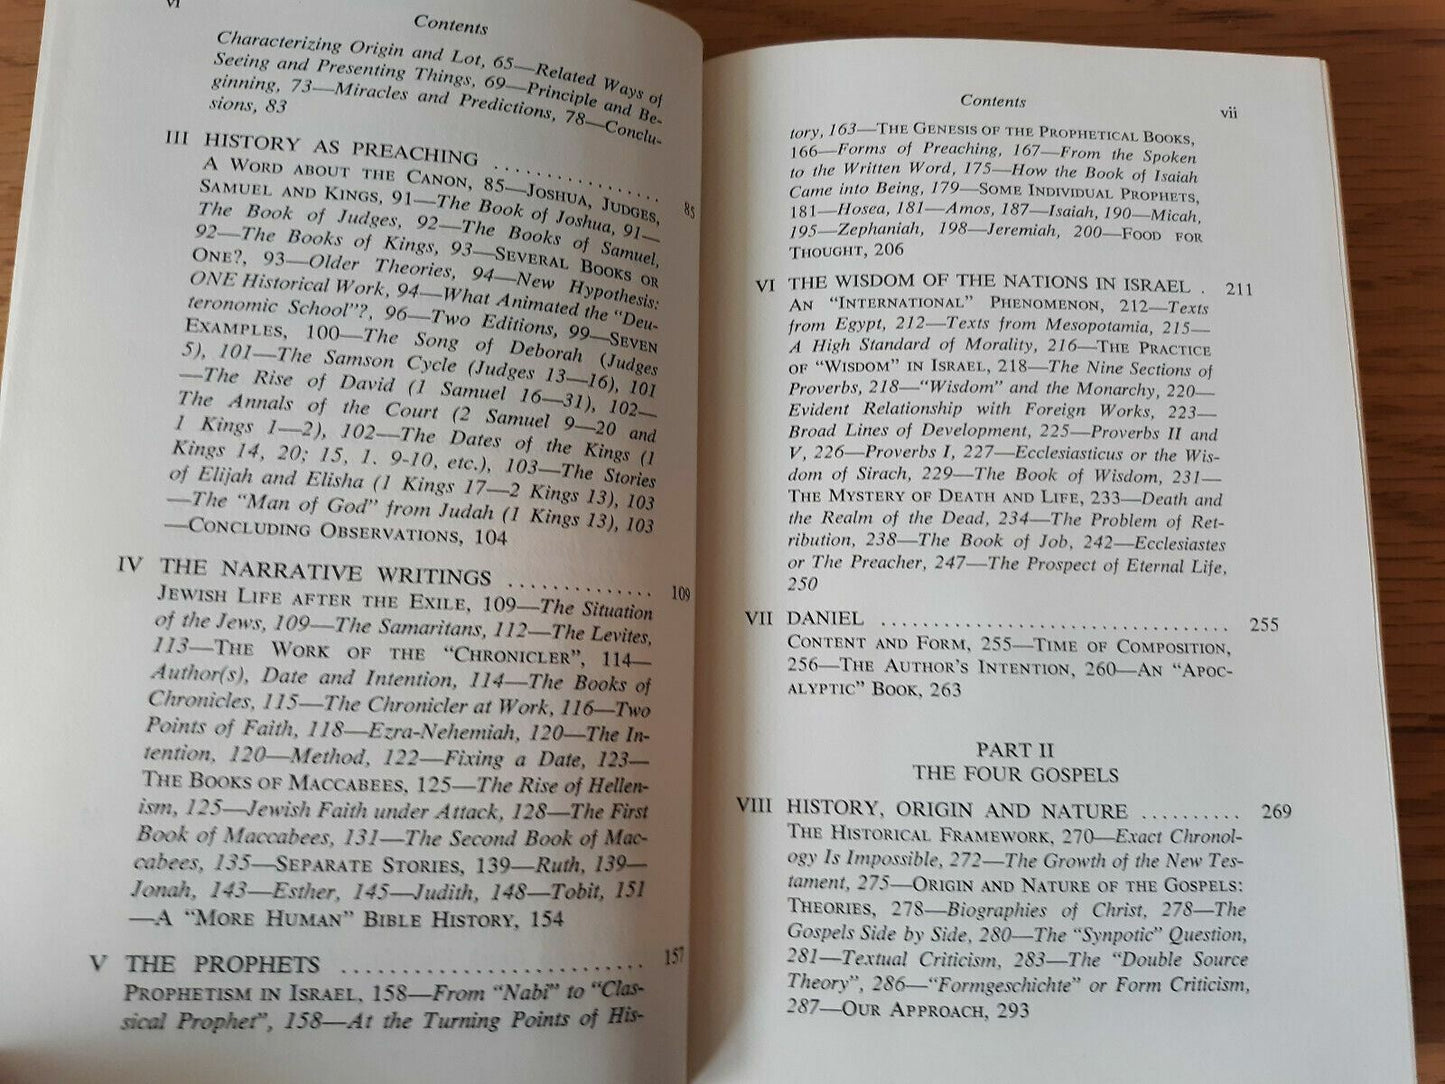 vi
Contents
Characterizing Origin and Lot, 65—Related Ways of
Seeing and Presenting Things, 69—Principle and Be-
ginning, 73—Miracles and Predictions, 78—Conclu-
sions, 83
III HISTORY AS PREACHING .................. 85
A WORD ABOUT THE CANON, 85—JOSHUA, JUDGES,
SAMUEL AND KINGS, 91—The Book of Joshua, 91—
The Book of Judges, 92—The Books of Samuel,
92—The Books of Kings, 93—SEVERAL BOOKS OR
ONE?, 93—Older Theories, 94—New Hypothesis:
ONE Historical Work, 94—What Animated the “Deu-
teronomic School”?, 96—Two Editions, 99—SEVEN
EXAMPLES, 100—The Song of Deborah (Judges
5), 101—The Samson Cycle (Judges 13—16), 101
—The Rise of David (1 Samuel 16—31), 102—
The Annals of the Court (2 Samuel 9—20 and
1 Kings 1—2), 102—The Dates of the Kings (1
Kings 14, 20; 15, 1. 9-10, etc.), 103—The Stories
of Elijah and Elisha (1 Kings 17—2 Kings 13), 103
—The “Man of God” from Judah (1 Kings 13), 103
—CONCLUDING OBSERVATIONS, 104
IV THE NARRATIVE WRITINGS .............. 109
JEWISH LIFE AFTER THE EXILE, 109—The Situation
of the Jews, 109—The Samaritans, 112—The Levites,
113—THE WORK OF THE “CHRONICLER”, 114—
Author(s), Date and Intention, 114—The Books of
Chronicles, 115—The Chronicler at Work, 116—Two
Points of Faith, 118—Ezra-Nehemiah, 120—The In-
tention, 120—Method, 122—Fixing a Date, 123—
THE BOOKS OF MACCABEES, 125—The Rise of Hellen-
ism, 125—Jewish Faith under Attack, 128—The First
Book of Maccabees, 131—The Second Book of Mac-
cabees, 135—SEPARATE STORIES, 139—Ruth, 139—
Jonah, 143—Esther, 145—Judith, 148—Tobit, 151
—A “MORE HUMAN” BIBLE HISTORY, 154
V THE PROPHETS .......................... 157
PROPHETISM IN ISRAEL, 158—From “Nabi” to “Clas-
sical Prophet”, 158—At the Turning Points of His-
Contents
vii
tory, 163—THE GENESIS OF THE PROPHETICAL BOOKS,
166—Forms of Preaching, 167—From the Spoken
to the Written Word, 175—How the Book of Isaiah
Came into Being, 179—SOME INDIVIDUAL PROPHETS,
181—Hosea, 181—Amos, 187—Isaiah, 190—Micah,
195—Zephaniah, 198—Jeremiah, 200—FOOD FOR
THOUGHT, 206
VI THE WISDOM OF THE NATIONS IN ISRAEL . 211
AN “INTERNATIONAL” PHENOMENON, 212—Texts
from Egypt, 212—Texts from Mesopotamia, 215—
A High Standard of Morality, 216—THE PRACTICE
OF “WISDOM” IN ISRAEL, 218—The Nine Sections of
Proverbs, 218—“Wisdom” and the Monarchy, 220—
Evident Relationship with Foreign Works, 223—
Broad Lines of Development, 225—Proverbs II and
V, 226—Proverbs I, 227—Ecclesiasticus or the Wis-
dom of Sirach, 229—The Book of Wisdom, 231—
THE MYSTERY OF DEATH AND LIFE, 233—Death and
the Realm of the Dead, 234—The Problem of Ret-
ribution, 238—The Book of Job, 242—Ecclesiastes
or The Preacher, 247—The Prospect of Eternal Life,
250
VII DANIEL .................................. 255
CONTENT AND FORM, 255—TIME OF COMPOSITION,
256—THE AUTHOR’S INTENTION, 260—AN “APOC-
ALYPTIC” BOOK, 263
PART II
THE FOUR GOSPELS
VIII HISTORY, ORIGIN AND NATURE .......... 269
THE HISTORICAL FRAMEWORK, 270—Exact Chronol-
ogy Is Impossible, 272—The Growth of the New Tes-
tament, 275—ORIGIN AND NATURE OF THE GOSPELS:
THEORIES, 278—Biographies of Christ, 278—The
Gospels Side by Side, 280—The “Synpotic” Question,
281—Textual Criticism, 283—The “Double Source
Theory”, 286—“Formgeschichte” or Form Criticism,
287—OUR APPROACH, 293